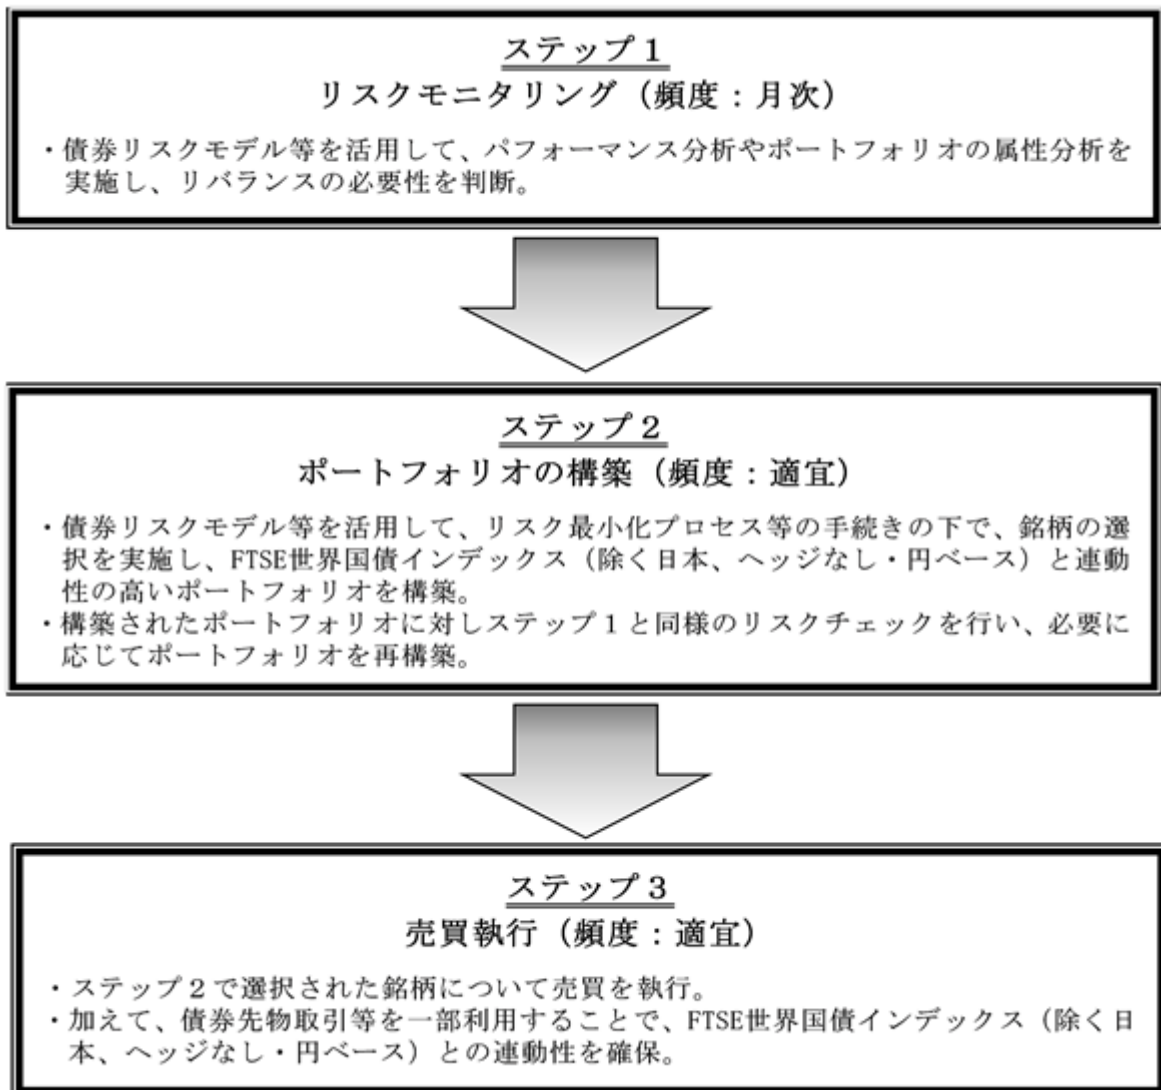 ステップ１
リスクモニタリング（頻度：月次）
・債券リスクモデル等を活用して、パフォーマンス分析やポートフォリオの属性分析を
実施し、リバランスの必要性を判断。
ステップ２
ポートフォリオの構築（頻度：適宜）
・債券リスクモデル等を活用して、リスク最小化プロセス等の手続きの下で、銘柄の選
択を実施し、FTSE世界国債インデックス（除く日本、ヘッジなし・円ベース）と連動
性の高いポートフォリオを構築。
・構築されたポートフォリオに対しステップ１と同様のリスクチェックを行い、必要に
応じてポートフォリオを再構築。
ステップ３
売買執行（頻度：適宜）
・ステップ２で選択された銘柄について売買を執行。
・加えて、債券先物取引等を一部利用することで、FTSE世界国債インデックス（除く日
本、ヘッジなし・円ベース）との連動性を確保。